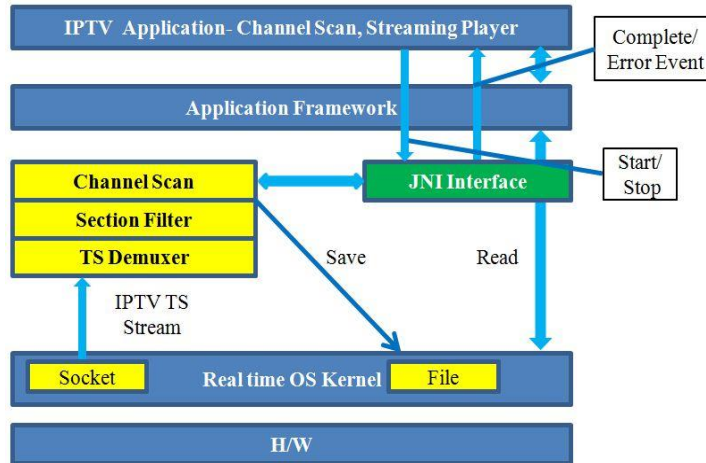 IPTV Application- Channel Scan, Streaming Player
Complete/
Error Event
Application Framework
Channel Scan
JNI Interface
Start/
Stop
Section Filter
TS Demuxer
Save
Read
IPTV TS
Stream
Socket
Real time OS Kernel
File
H/W